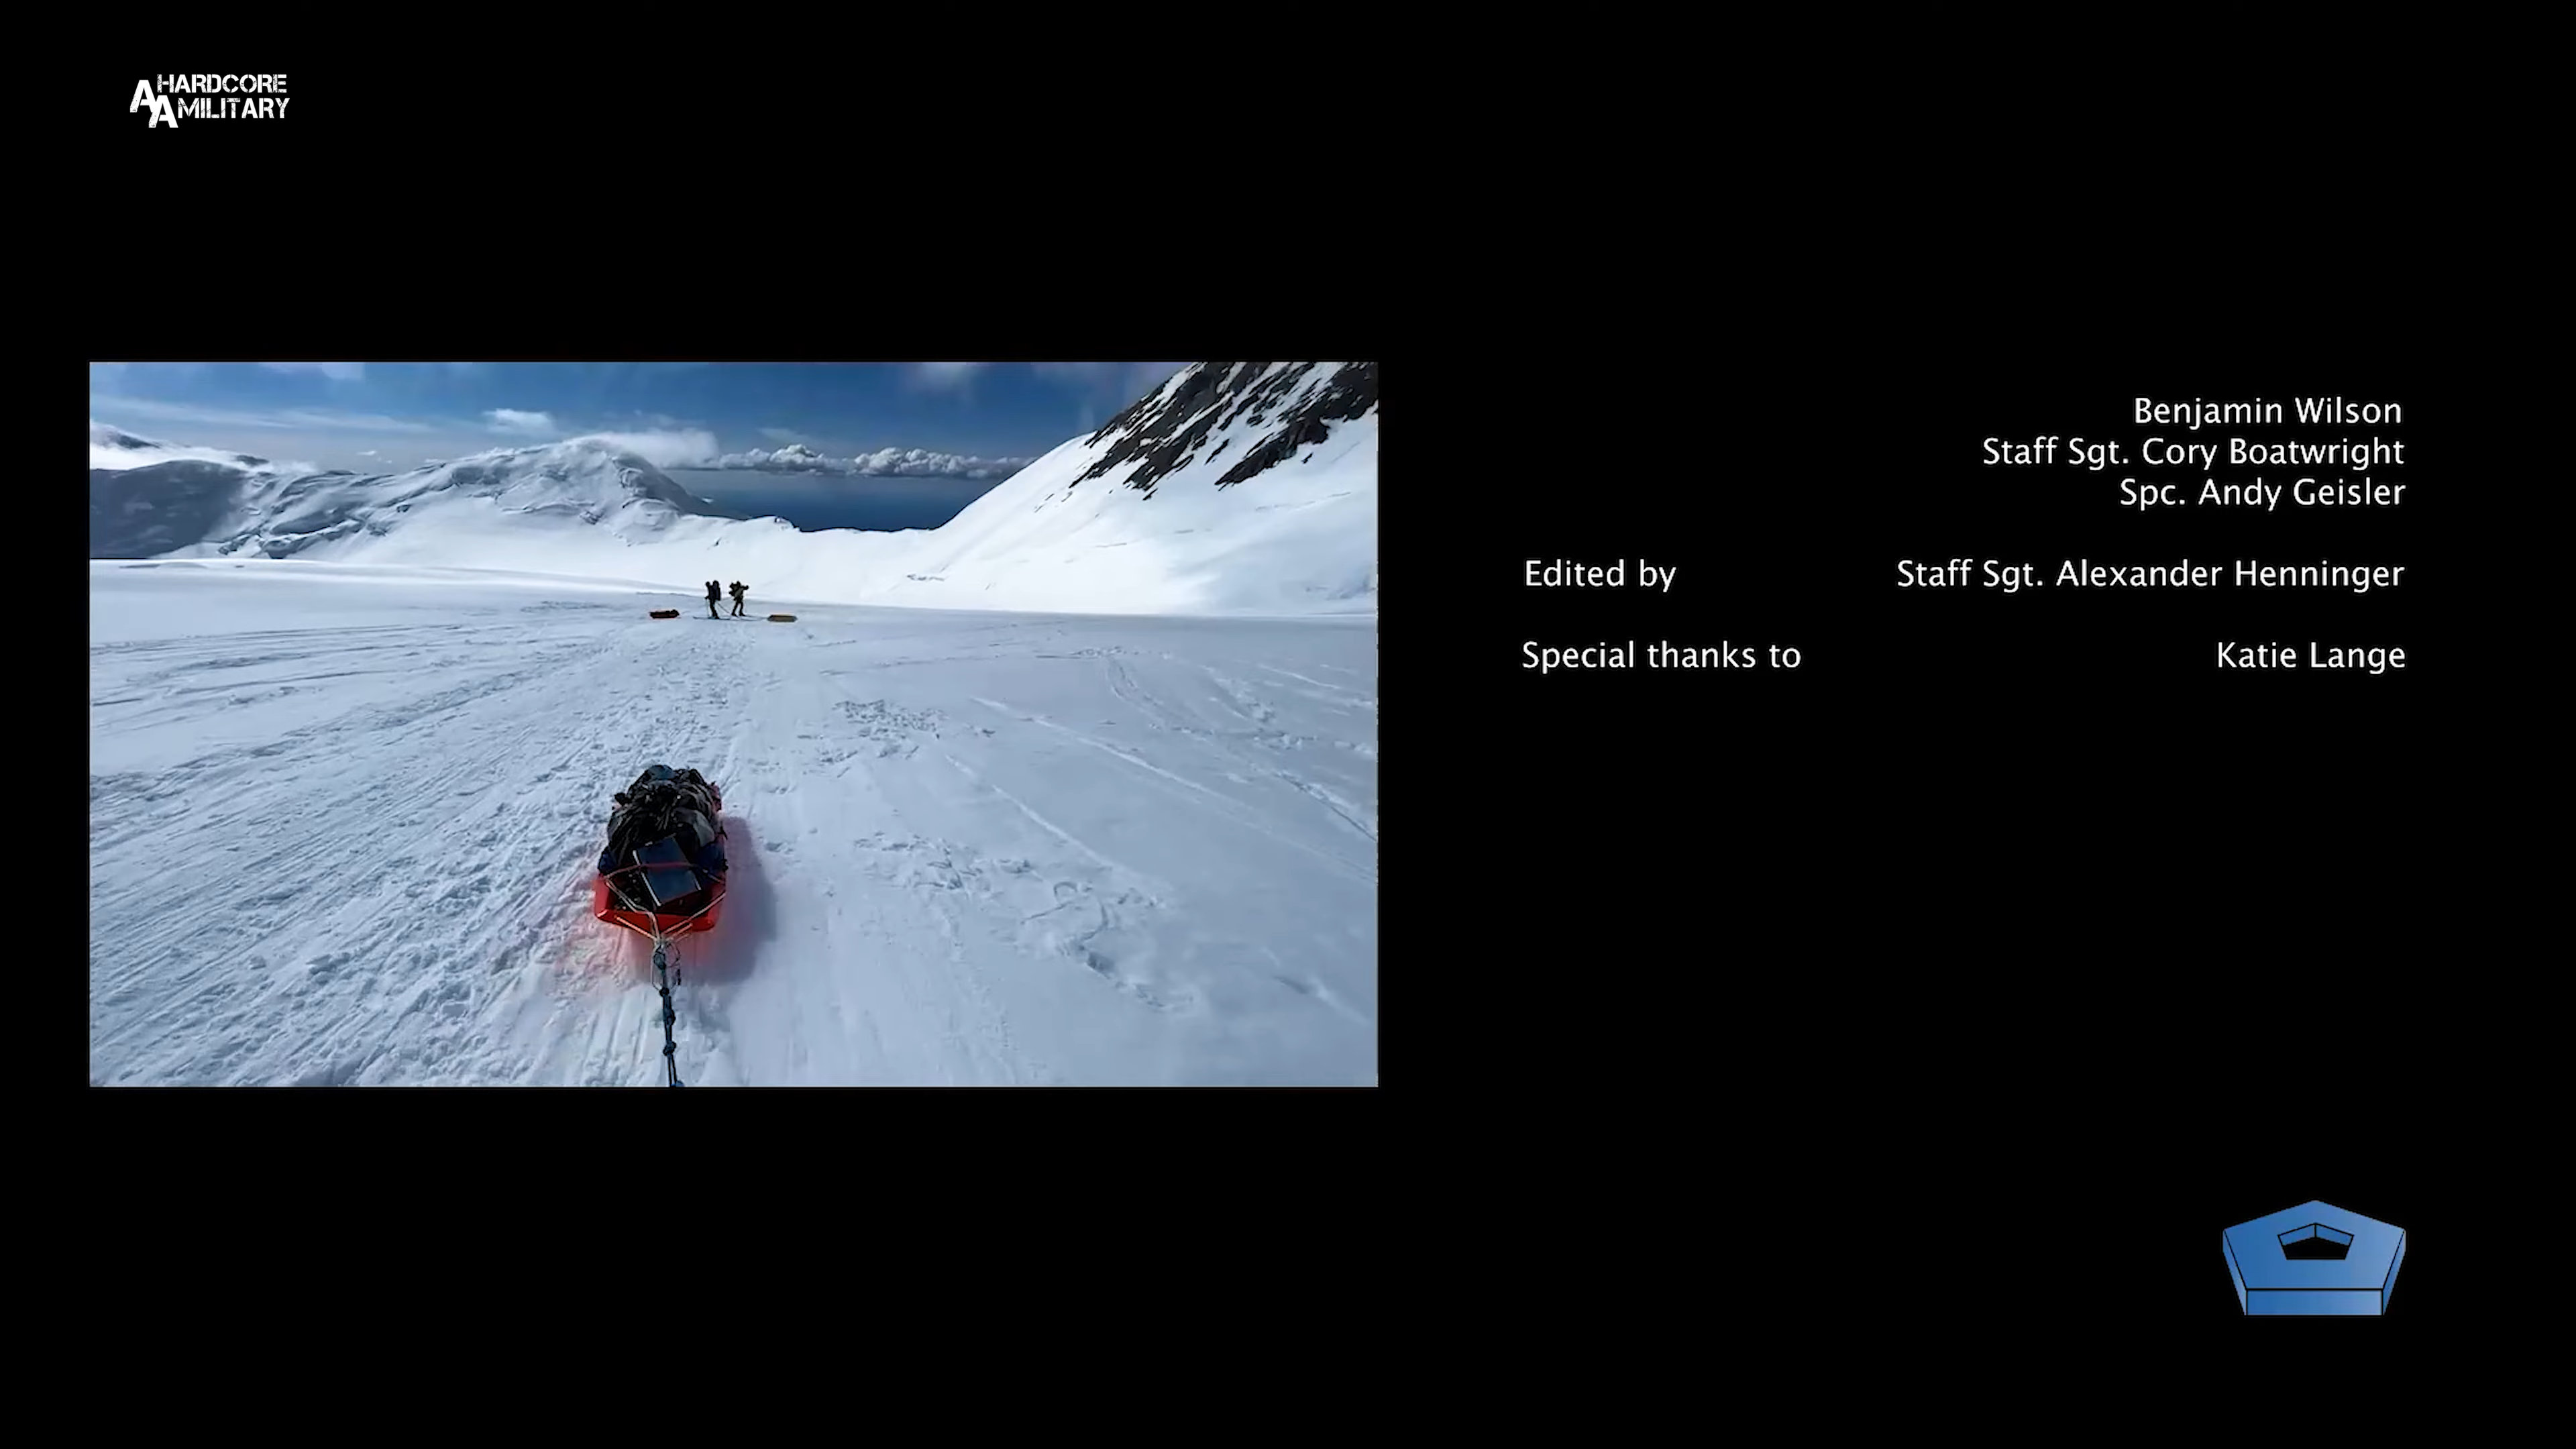 A HARDCORE
A MILITARY
Benjamin Wilson
Staff Sgt. Cory Boatwright
Spc. Andy Geisler
Edited by Staff Sgt. Alexander Henninger
Special thanks to Katie Lange